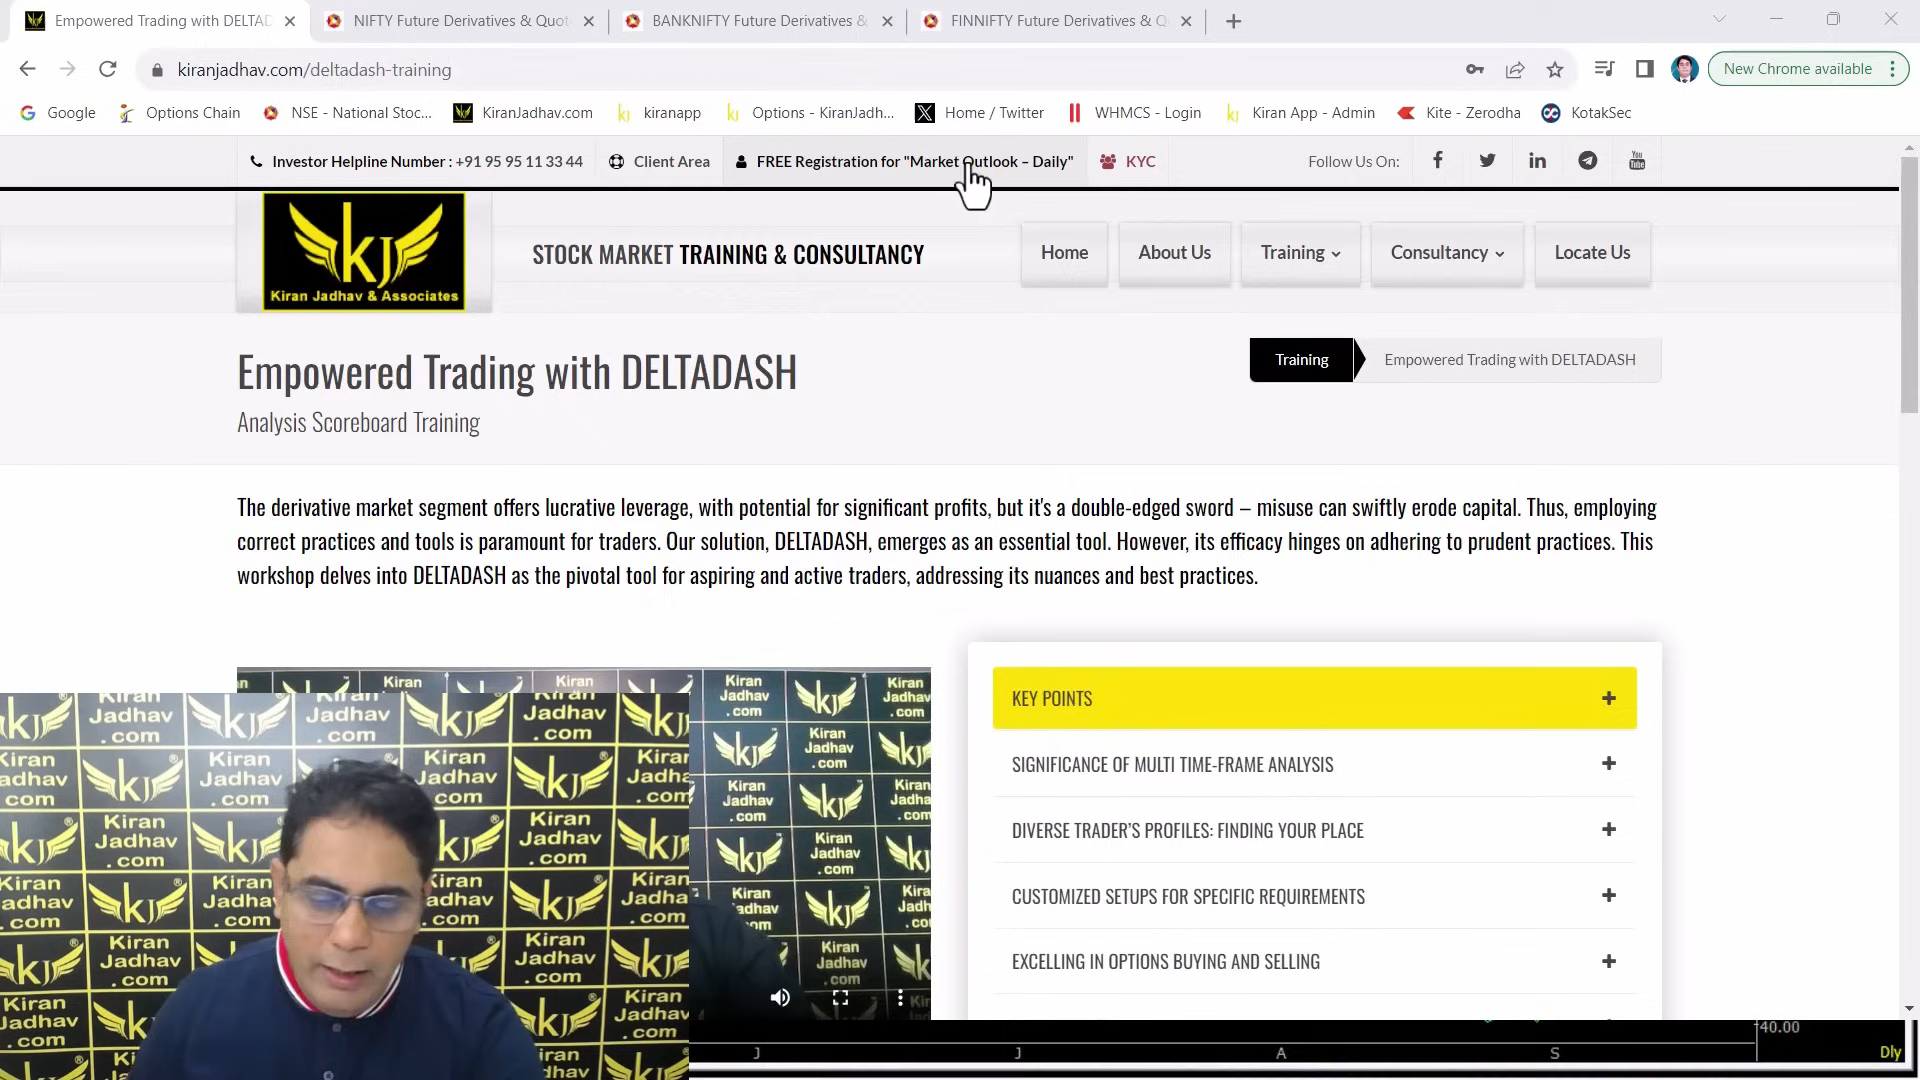 Empowered Trading with DELTAD
NIFTY Future Derivatives & Quot
BANKNIFTY Future Derivatives &
FINNIFTY Future Derivatives & Q
kiranjadhav.com/deltadash-training
New Chrome available
Google
Options Chain
NSE - National Stoc...
KiranJadhav.com
kiranapp
Options - KiranJadh...
Home / Twitter
WHMCS - Login
Kiran App - Admin
Kite - Zerodha
KotakSec
Investor Helpline Number : +91 95 95 11 33 44
Client Area
FREE Registration for "Market Outlook – Daily"
KYC
Follow Us On:
KJ
Kiran Jadhav & Associates
STOCK MARKET TRAINING & CONSULTANCY
Home
About Us
Training
Consultancy
Locate Us
Empowered Trading with DELTADASH
Analysis Scoreboard Training
Training
Empowered Trading with DELTADASH
The derivative market segment offers lucrative leverage, with potential for significant profits, but it's a double-edged sword – misuse can swiftly erode capital. Thus, employing
correct practices and tools is paramount for traders. Our solution, DELTADASH, emerges as an essential tool. However, its efficacy hinges on adhering to prudent practices. This
workshop delves into DELTADASH as the pivotal tool for aspiring and active traders, addressing its nuances and best practices.
KEY POINTS
SIGNIFICANCE OF MULTI TIME-FRAME ANALYSIS
DIVERSE TRADER'S PROFILES: FINDING YOUR PLACE
CUSTOMIZED SETUPS FOR SPECIFIC REQUIREMENTS
EXCELLING IN OPTIONS BUYING AND SELLING
Kiran
Jadhav
.com
40.00
J
J
A
S
Dly